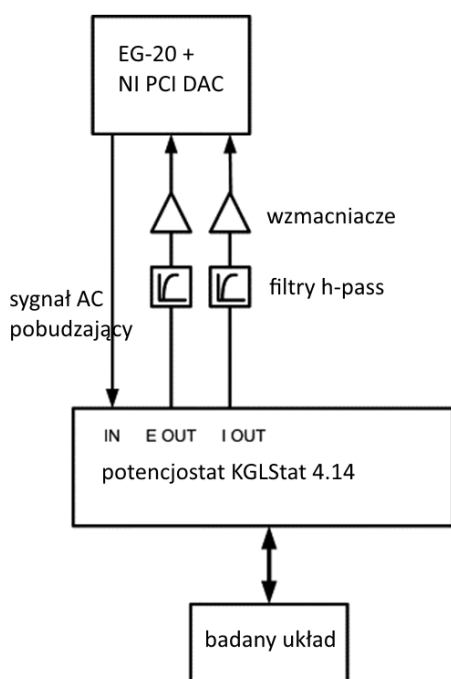 EG-20 +
NI PCI DAC
wzmacniacze
filtry h-pass
sygnał AC
pobudzający
IN E OUT I OUT
potencjostat KGLStat 4.14
badany układ